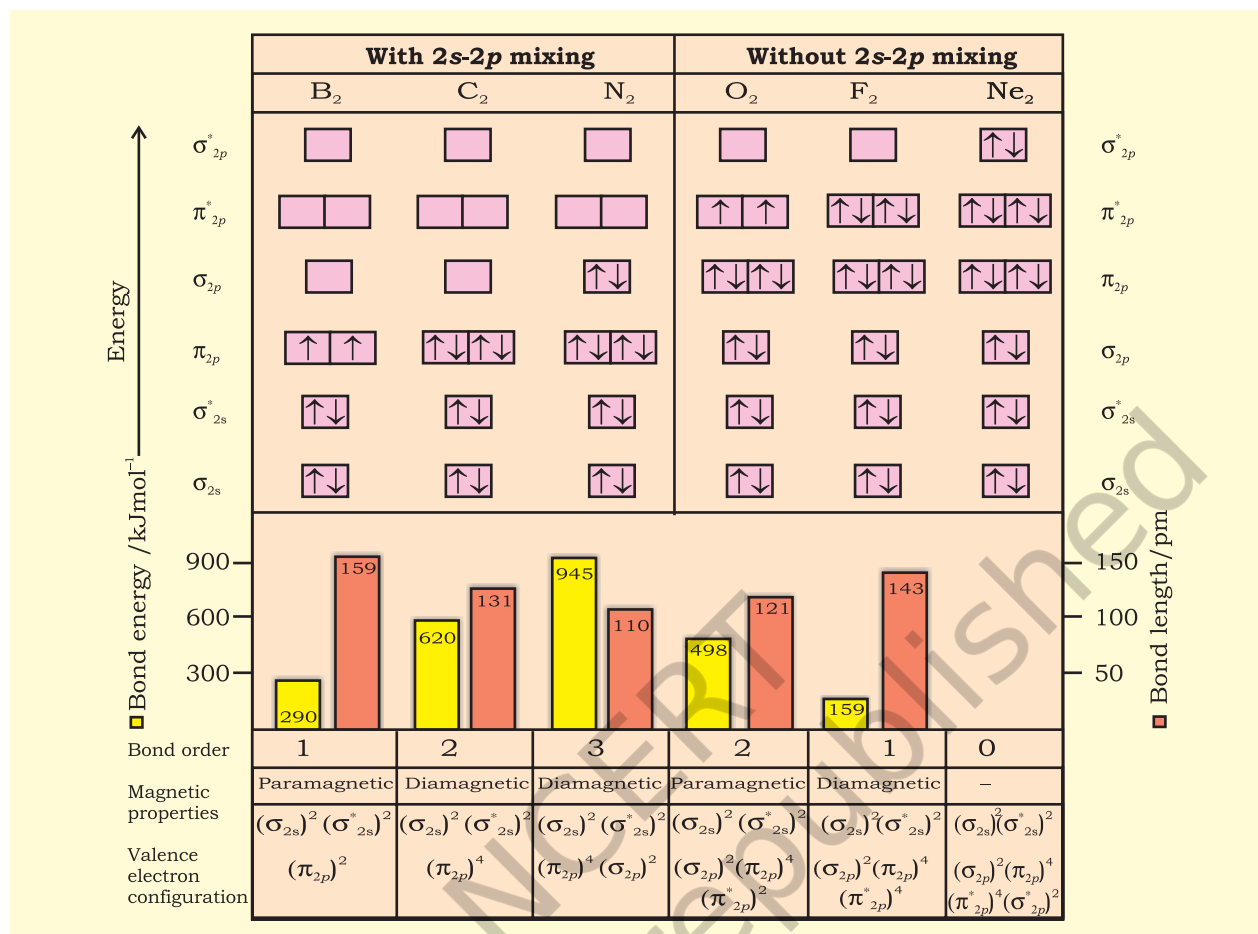 With 2s-2p mixing Without 2s-2p mixing
B₂ C₂ N₂ O₂ F₂ Ne₂
σ*₂p ↑↓ σ*₂p
π*₂p ↑ ↑ ↑↓ ↑↓ ↑↓ ↑↓ π*₂p
σ₂p ↑↓ ↑↓ ↑↓ ↑↓ ↑↓ ↑↓ ↑↓ π₂p
π₂p ↑ ↑ ↑↓ ↑↓ ↑↓ ↑↓ ↑↓ ↑↓ ↑↓ σ₂p
σ*₂s ↑↓ ↑↓ ↑↓ ↑↓ ↑↓ ↑↓ σ*₂s
σ₂s ↑↓ ↑↓ ↑↓ ↑↓ ↑↓ ↑↓ σ₂s
Energy
Bond energy /kJmol⁻¹
900 600 300
290 159 620 131 945 110 498 121 159 143
150 100 50
Bond length/pm
Bond order 1 2 3 2 1 0
Magnetic properties Paramagnetic Diamagnetic Diamagnetic Paramagnetic Diamagnetic –
Valence
electron
configuration
(σ₂s)² (σ*₂s)² (σ₂s)² (σ*₂s)² (σ₂s)² (σ*₂s)² (σ₂s)² (σ*₂s)² (σ₂s)² (σ*₂s)² (σ₂s)² (σ*₂s)²
(π₂p)² (π₂p)⁴ (π₂p)⁴ (σ₂p)² (σ₂p)² (π₂p)⁴ (σ₂p)² (π₂p)⁴ (σ₂p)² (π₂p)⁴
(π*₂p)² (π*₂p)⁴ (π*₂p)⁴ (σ*₂p)²
NCERT
republished